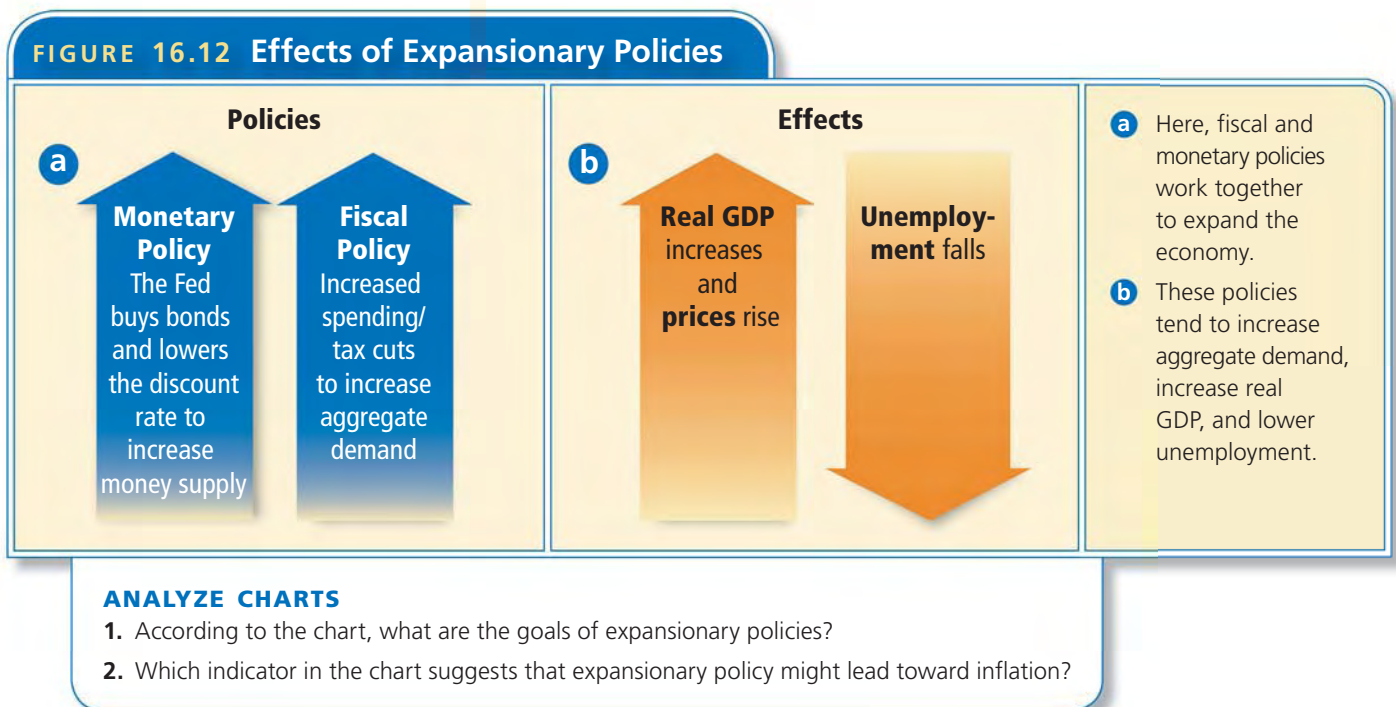 FIGURE 16.12 Effects of Expansionary Policies
Policies
a
Monetary
Policy
The Fed
buys bonds
and lowers
the discount
rate to
increase
money supply
Fiscal
Policy
Increased
spending/
tax cuts
to increase
aggregate
demand
Effects
b
Real GDP
increases
and
prices rise
Unemploy-
ment falls
a Here, fiscal and
monetary policies
work together
to expand the
economy.
b These policies
tend to increase
aggregate demand,
increase real
GDP, and lower
unemployment.
ANALYZE CHARTS
1. According to the chart, what are the goals of expansionary policies?
2. Which indicator in the chart suggests that expansionary policy might lead toward inflation?